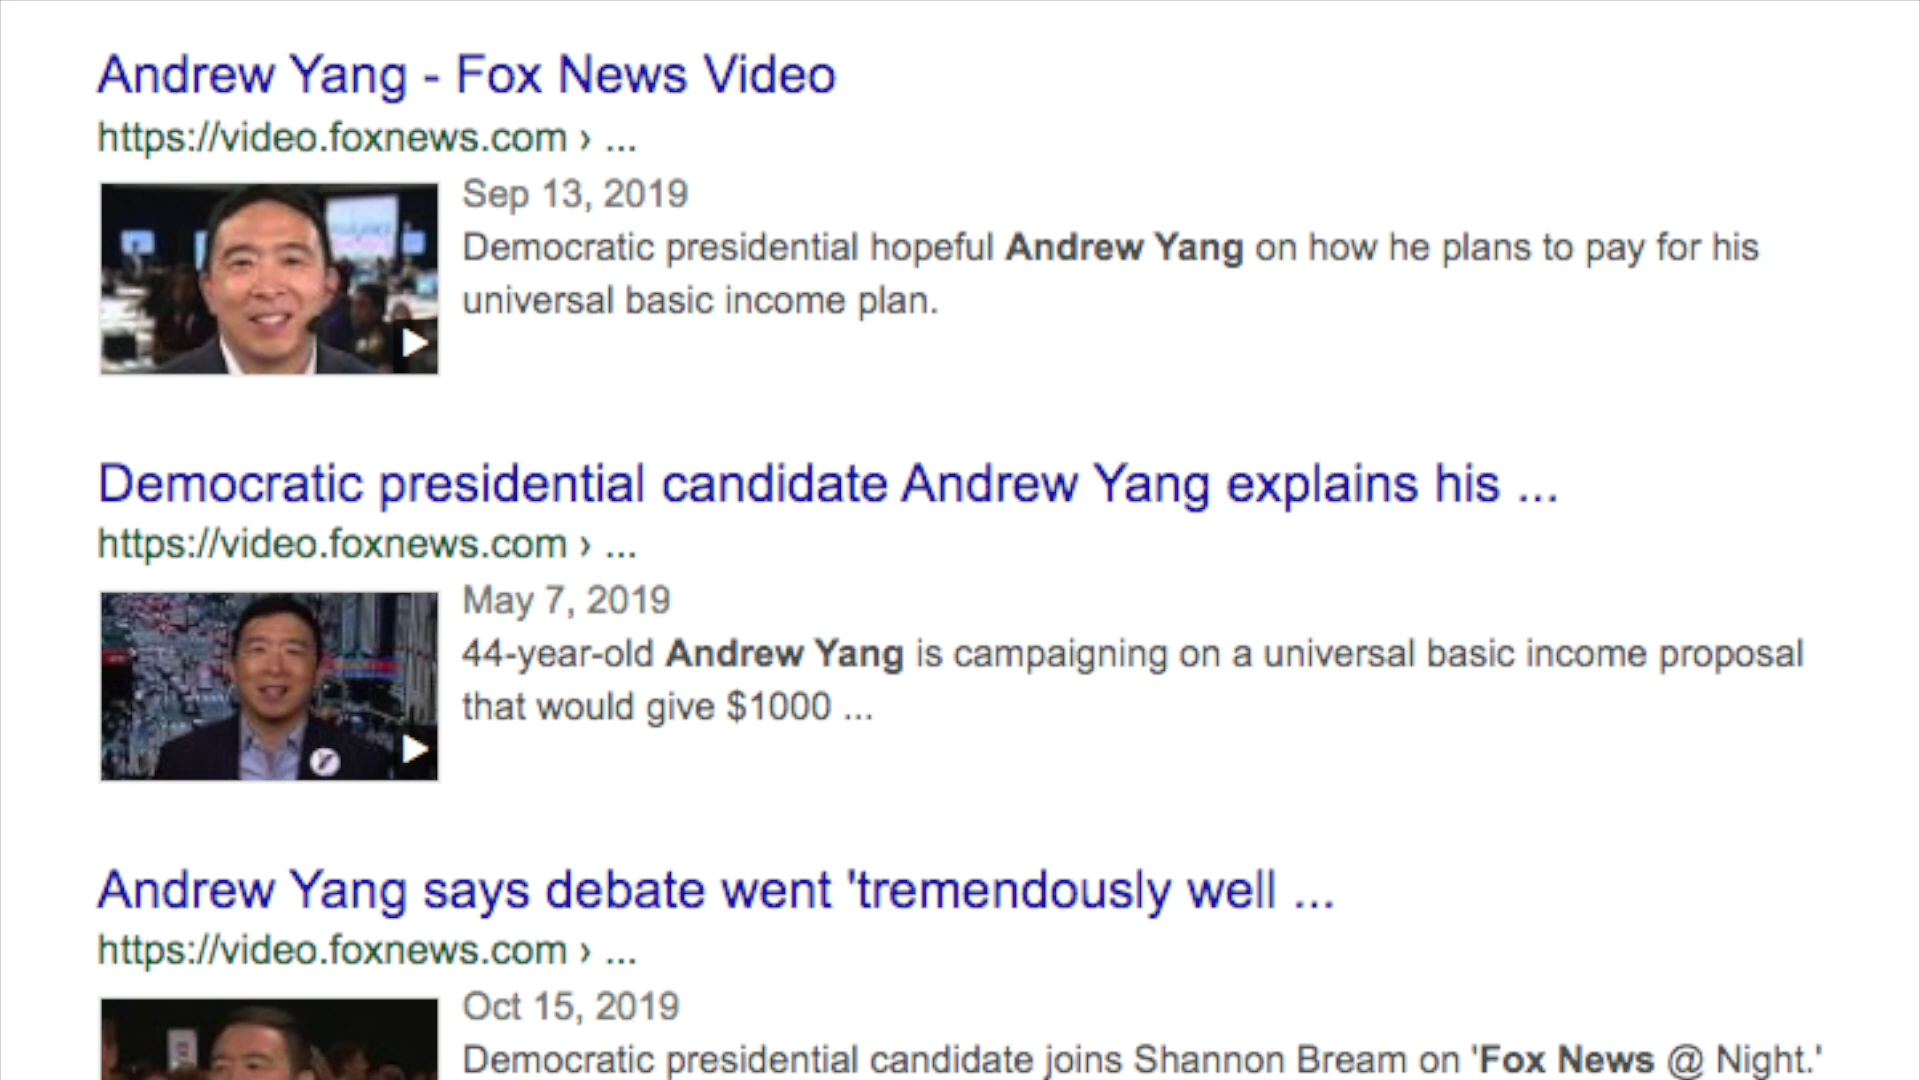 Andrew Yang - Fox News Video
https://video.foxnews.com › ...
Sep 13, 2019
Democratic presidential hopeful Andrew Yang on how he plans to pay for his
universal basic income plan.
Democratic presidential candidate Andrew Yang explains his ...
https://video.foxnews.com › ...
May 7, 2019
44-year-old Andrew Yang is campaigning on a universal basic income proposal
that would give $1000 ...
Andrew Yang says debate went 'tremendously well ...
https://video.foxnews.com › ...
Oct 15, 2019
Democratic presidential candidate joins Shannon Bream on 'Fox News @ Night.'